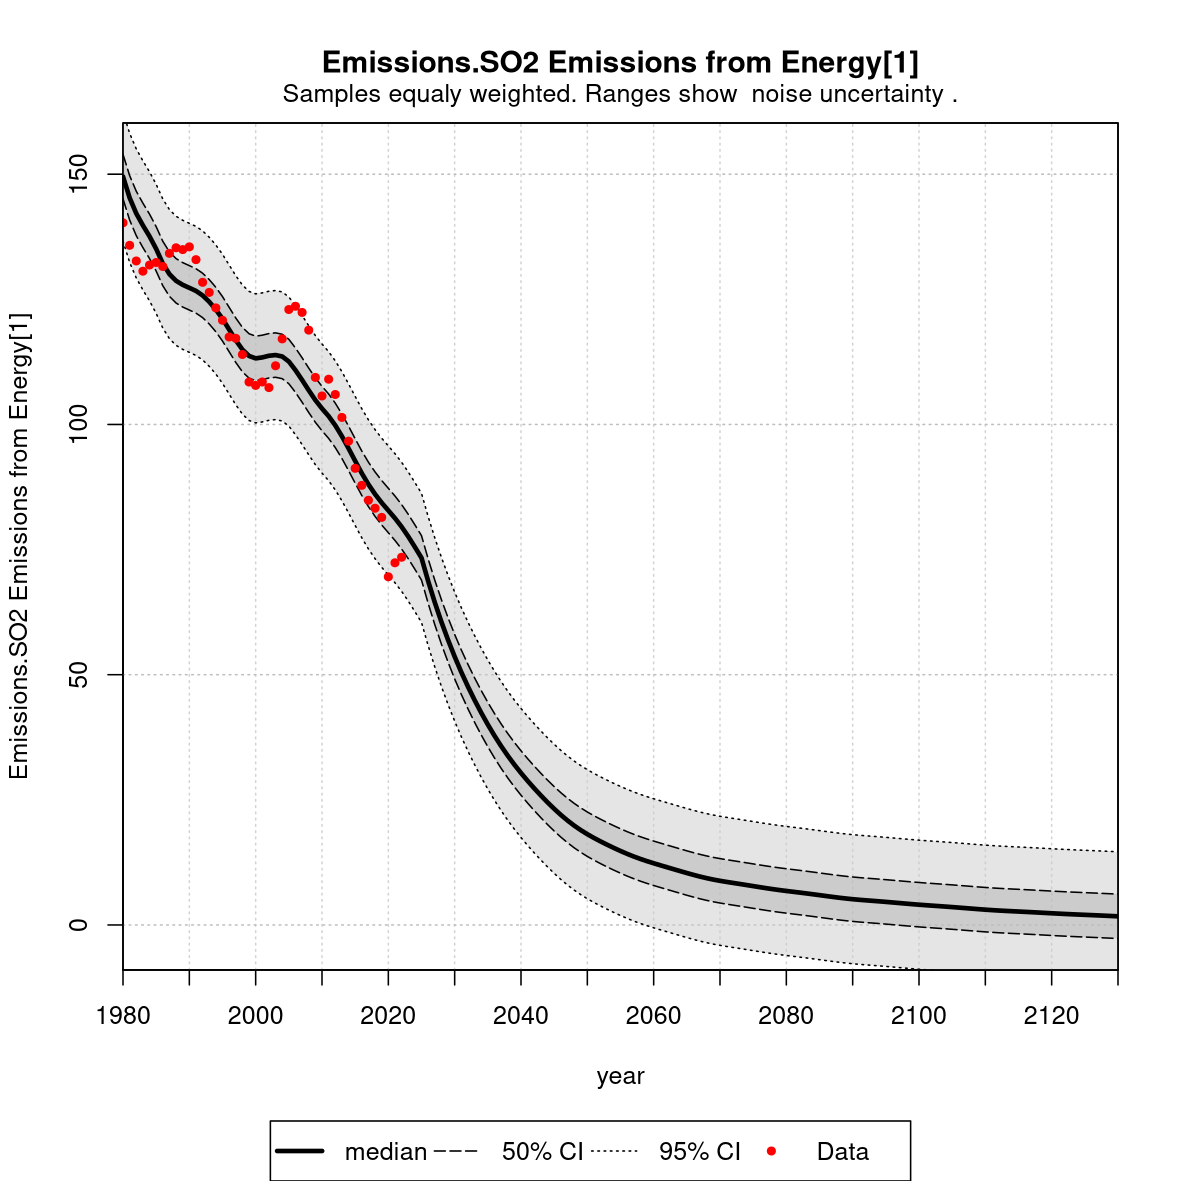 Emissions.SO2 Emissions from Energy[1]
Samples equaly weighted. Ranges show  noise uncertainty .
Emissions.SO2 Emissions from Energy[1]
150
100
50
0
1980 2000 2020 2040 2060 2080 2100 2120
year
median 50% CI 95% CI Data